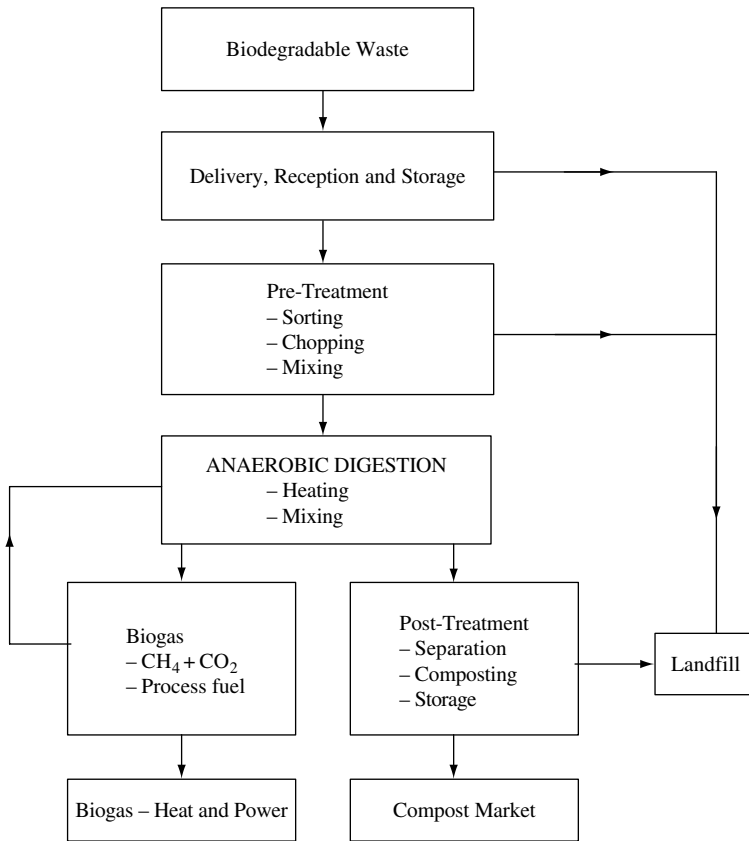 Biodegradable Waste
Delivery, Reception and Storage
Pre-Treatment
– Sorting
– Chopping
– Mixing
ANAEROBIC DIGESTION
– Heating
– Mixing
Biogas
– CH₄ + CO₂
– Process fuel
Post-Treatment
– Separation
– Composting
– Storage
Landfill
Biogas – Heat and Power
Compost Market